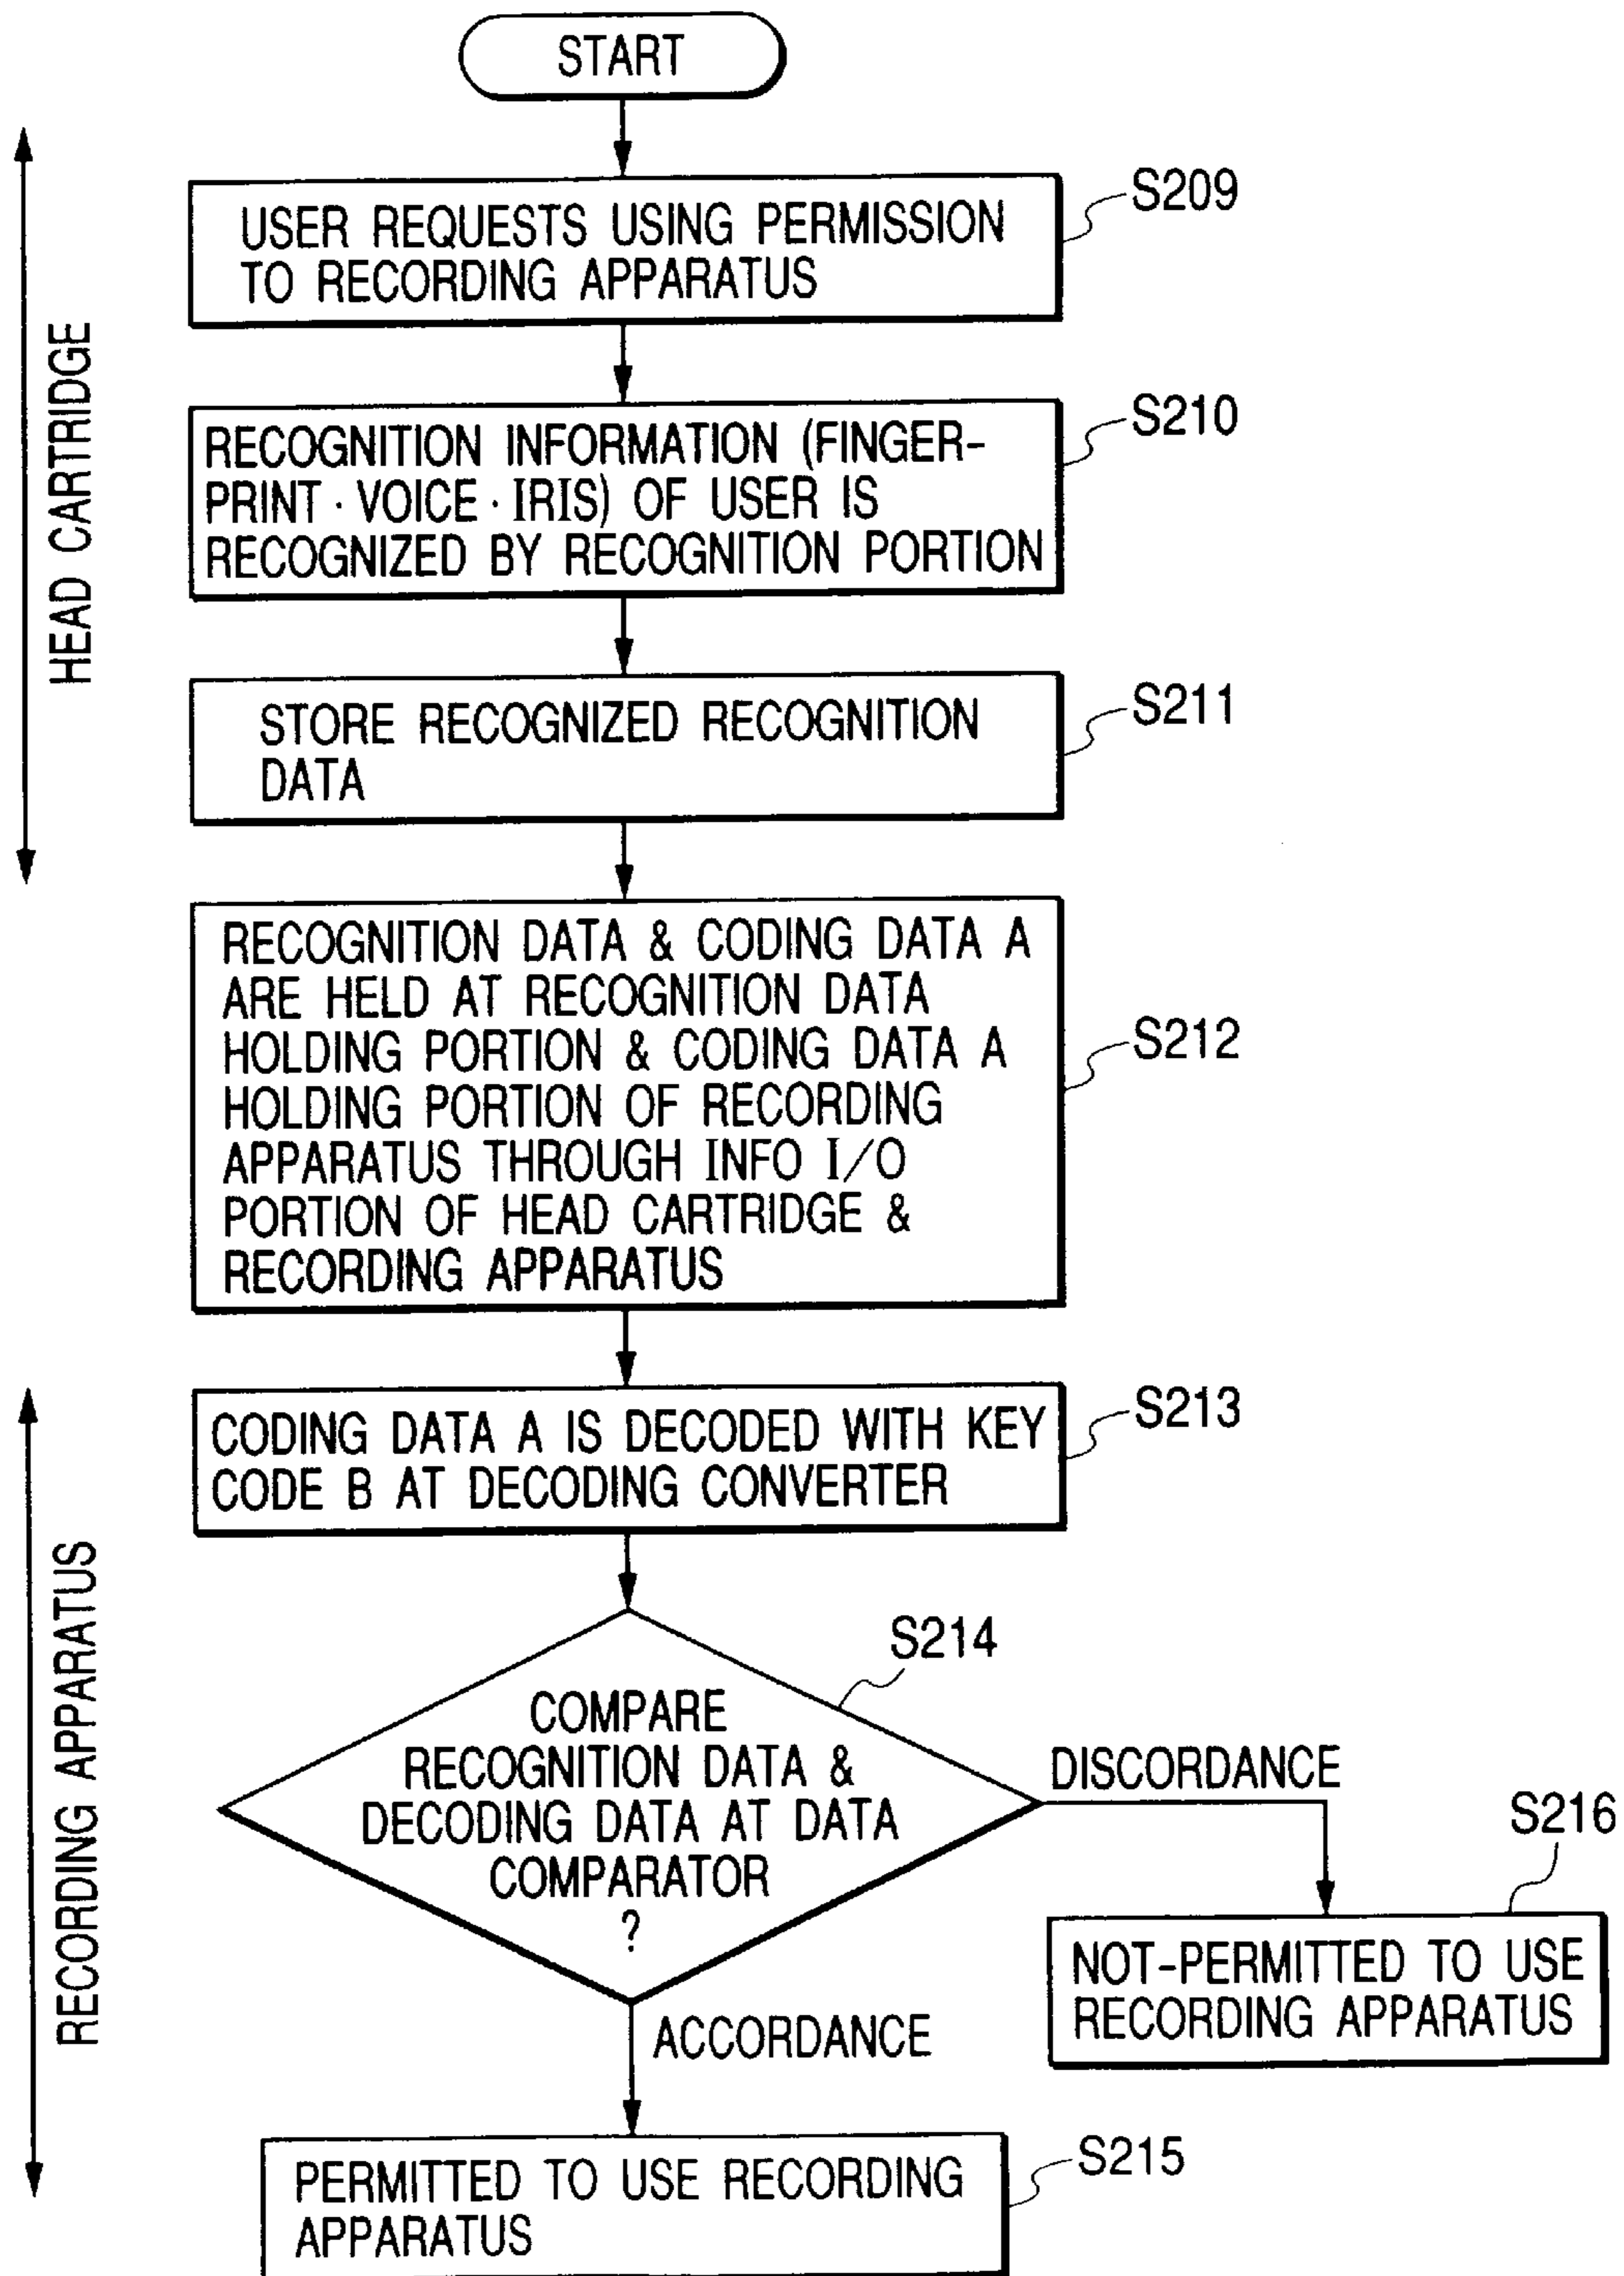 START
HEAD CARTRIDGE
S209
USER REQUESTS USING PERMISSION
TO RECORDING APPARATUS
S210
RECOGNITION INFORMATION (FINGER-
PRINT · VOICE · IRIS) OF USER IS
RECOGNIZED BY RECOGNITION PORTION
S211
STORE RECOGNIZED RECOGNITION
DATA
S212
RECOGNITION DATA & CODING DATA A
ARE HELD AT RECOGNITION DATA
HOLDING PORTION & CODING DATA A
HOLDING PORTION OF RECORDING
APPARATUS THROUGH INFO I/O
PORTION OF HEAD CARTRIDGE &
RECORDING APPARATUS
RECORDING APPARATUS
S213
CODING DATA A IS DECODED WITH KEY
CODE B AT DECODING CONVERTER
S214
COMPARE
RECOGNITION DATA &
DECODING DATA AT DATA
COMPARATOR
?
DISCORDANCE
S216
NOT-PERMITTED TO USE
RECORDING APPARATUS
ACCORDANCE
S215
PERMITTED TO USE RECORDING
APPARATUS